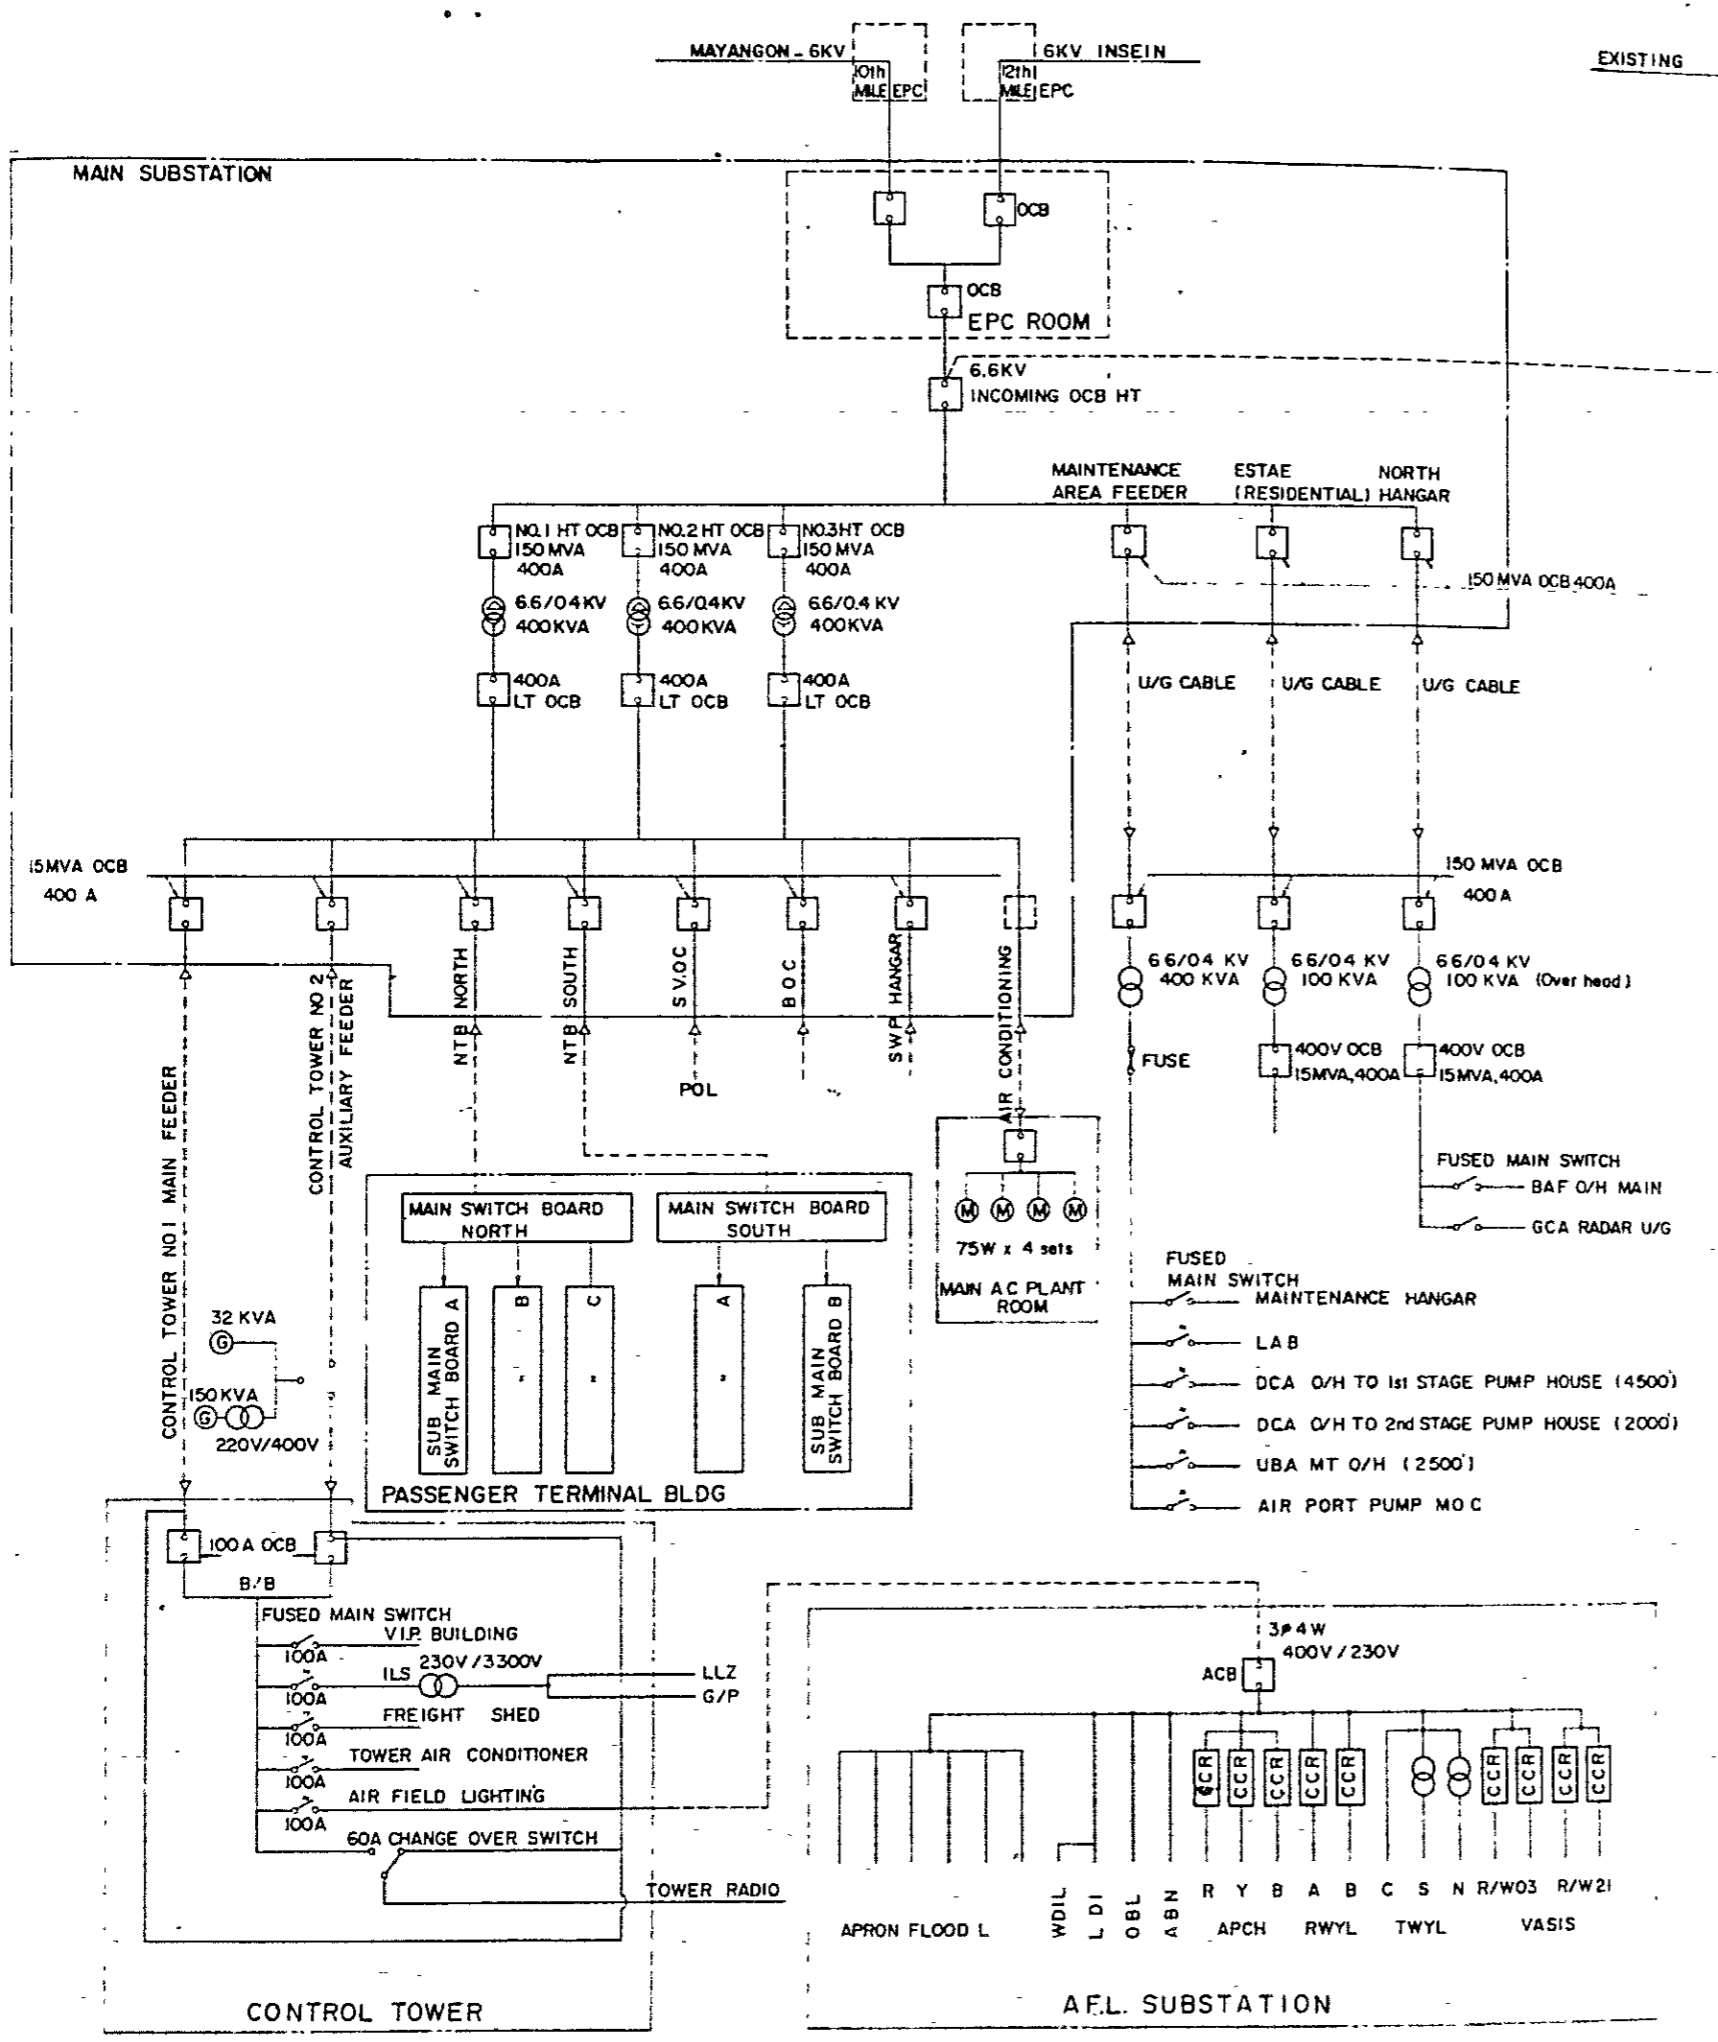 MAYANGON - 6KV
10th
MILE EPC
6KV INSEIN
12th
MILE EPC
EXISTING
MAIN SUBSTATION
OCB
OCB
EPC ROOM
6.6KV
INCOMING OCB HT
MAINTENANCE
AREA FEEDER
ESTAE
(RESIDENTIAL)
NORTH
HANGAR
NO.1 HT OCB
150 MVA
400A
NO.2 HT OCB
150 MVA
400A
NO.3HT OCB
150 MVA
400A
150 MVA OCB 400A
6.6/0.4 KV
400KVA
6.6/0.4KV
400KVA
6.6/0.4 KV
400KVA
400A
LT OCB
400A
LT OCB
400A
LT OCB
U/G CABLE
U/G CABLE
U/G CABLE
15MVA OCB
400 A
150 MVA OCB
400 A
CONTROL TOWER NO 1 MAIN FEEDER
CONTROL TOWER NO 2
AUXILIARY FEEDER
NTB NORTH
NTB SOUTH
S.V.O.C
B O C
SWP HANGAR
AIR CONDITIONING
POL
6.6/0.4 KV
400 KVA
6.6/0.4 KV
100 KVA
6.6/0.4 KV
100 KVA (Over head)
FUSE
400V OCB
15MVA,400A
400V OCB
15MVA,400A
FUSED MAIN SWITCH
BAF O/H MAIN
GCA RADAR U/G
MAIN SWITCH BOARD
NORTH
MAIN SWITCH BOARD
SOUTH
SUB MAIN
SWITCH BOARD A
B
"
C
"
A
"
SUB MAIN
SWITCH BOARD B
PASSENGER TERMINAL BLDG
M M M M
75W x 4 sets
MAIN A C PLANT
ROOM
FUSED
MAIN SWITCH
MAINTENANCE HANGAR
LAB
DCA O/H TO 1st STAGE PUMP HOUSE (4500')
DCA O/H TO 2nd STAGE PUMP HOUSE (2000')
UBA MT O/H (2500')
AIR PORT PUMP MOC
32 KVA
G
150KVA
G
220V/400V
100A OCB
B/B
FUSED MAIN SWITCH
V.I.P. BUILDING
100A
ILS
230V/3300V
100A
LLZ
G/P
FREIGHT SHED
100A
TOWER AIR CONDITIONER
100A
AIR FIELD LIGHTING
100A
60A CHANGE OVER SWITCH
TOWER RADIO
CONTROL TOWER
3ø4W
400V/230V
ACB
CCR CCR CCR CCR CCR CCR CCR CCR CCR
APRON FLOOD L
WDIL
L DI
OBL
ABN
R Y B A B C S N R/W03 R/W21
APCH RWYL TWYL VASIS
A.F.L. SUBSTATION